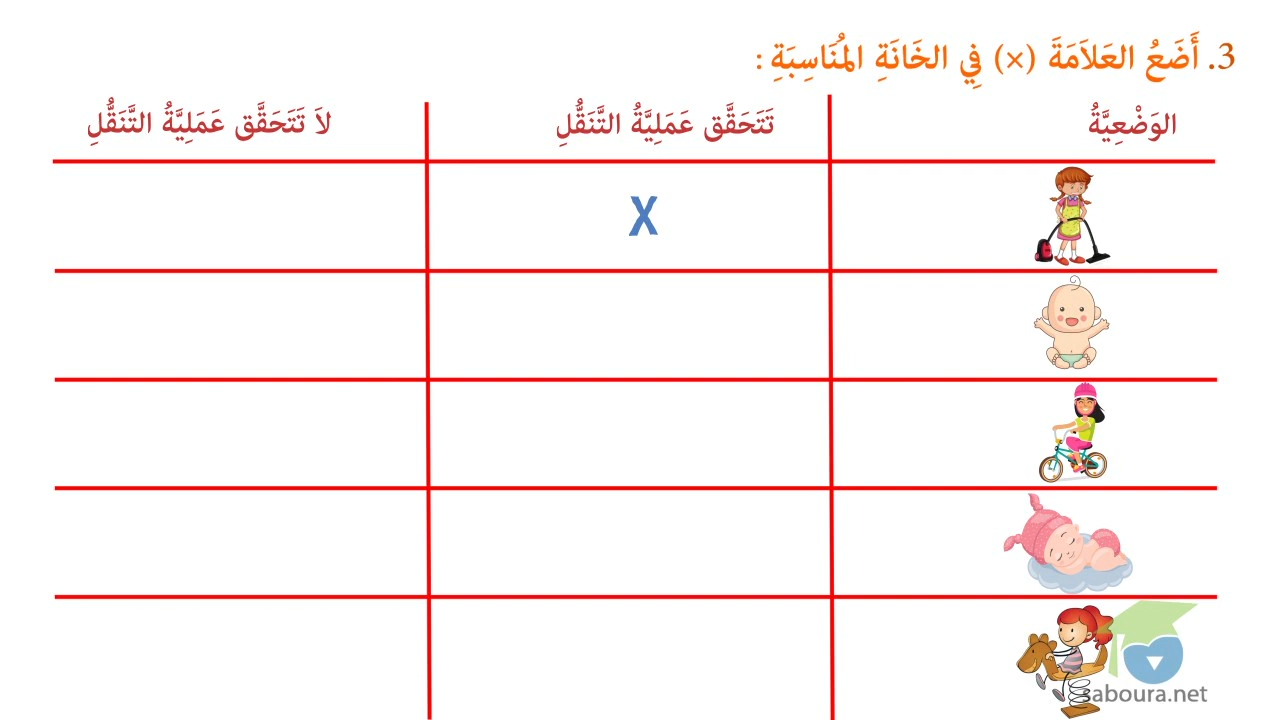 3. أَضَعُ العَلاَمَةَ (×) فِي الخَانَةِ المُنَاسِبَةِ :
الوَضْعِيَّةُ
تَتَحَقَّق عَمَلِيَّةُ التَّنَقُّلِ
لاَ تَتَحَقَّق عَمَلِيَّةُ التَّنَقُّلِ
X
saboura.net